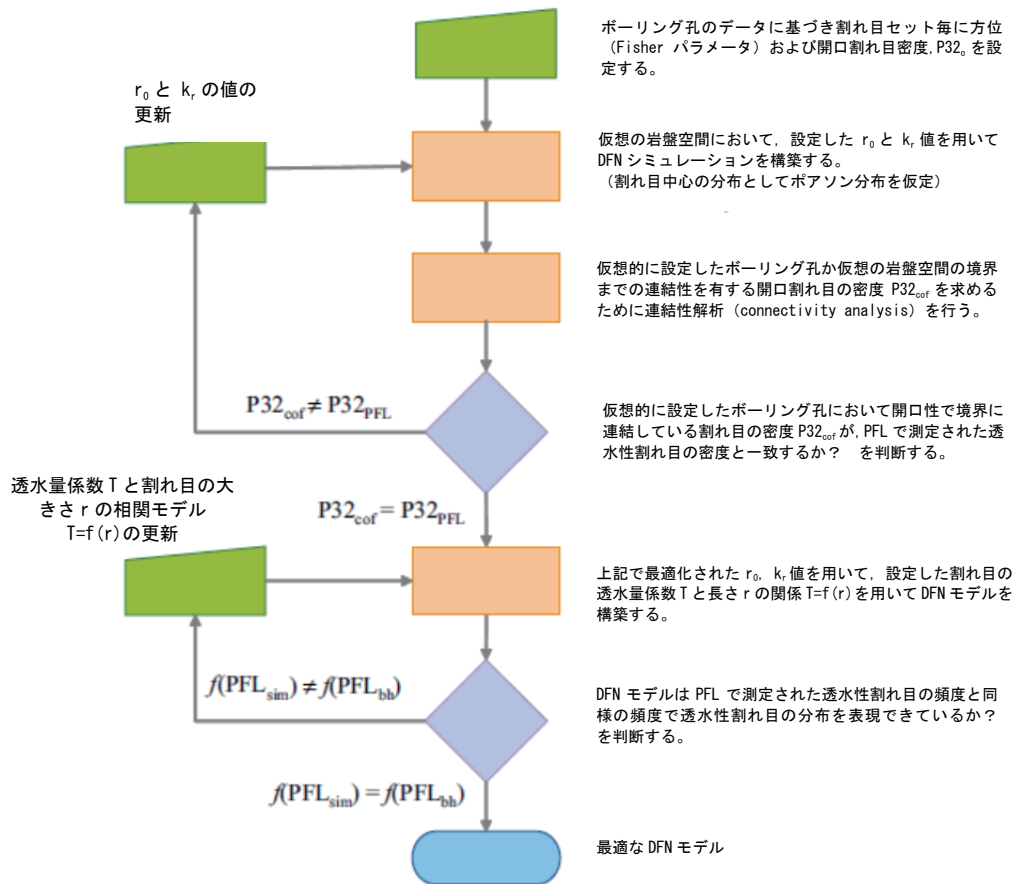 ボーリング孔のデータに基づき割れ目セット毎に方位
（Fisher パラメータ）および開口割れ目密度,P32。を設
定する。
r₀と kᵣの値の
更新
仮想の岩盤空間において，設定した r₀と kᵣ値を用いて
DFN シミュレーションを構築する。
（割れ目中心の分布としてポアソン分布を仮定）
仮想的に設定したボーリング孔か仮想の岩盤空間の境界
までの連結性を有する開口割れ目の密度 P32cof を求める
ために連結性解析（connectivity analysis）を行う。
P32cof ≠ P32PFL
仮想的に設定したボーリング孔において開口性で境界に
連結している割れ目の密度 P32cof が,PFL で測定された透
水性割れ目の密度と一致するか？ を判断する。
透水量係数 T と割れ目の大
きさ r の相関モデル
T=f(r)の更新
P32cof = P32PFL
上記で最適化された r₀, kᵣ値を用いて，設定した割れ目の
透水量係数 T と長さ r の関係 T=f(r)を用いて DFN モデルを
構築する。
f(PFLsim) ≠ f(PFLbh)
DFN モデルは PFL で測定された透水性割れ目の頻度と同
様の頻度で透水性割れ目の分布を表現できているか？
を判断する。
f(PFLsim) = f(PFLbh)
最適な DFN モデル